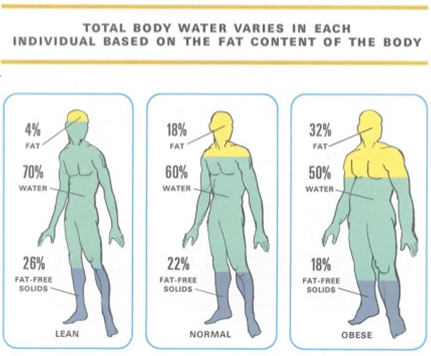 TOTAL BODY WATER VARIES IN EACH
INDIVIDUAL BASED ON THE FAT CONTENT OF THE BODY
4%
FAT
70%
WATER
26%
FAT-FREE
SOLIDS
LEAN
18%
FAT
60%
WATER
22%
FAT-FREE
SOLIDS
NORMAL
32%
FAT
50%
WATER
18%
FAT-FREE
SOLIDS
OBESE